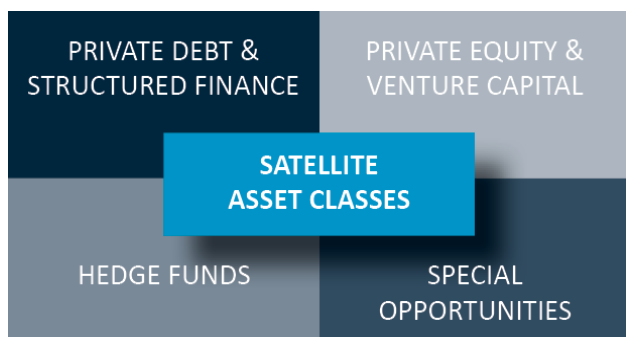 PRIVATE DEBT &
STRUCTURED FINANCE
PRIVATE EQUITY &
VENTURE CAPITAL
SATELLITE
ASSET CLASSES
HEDGE FUNDS
SPECIAL
OPPORTUNITIES